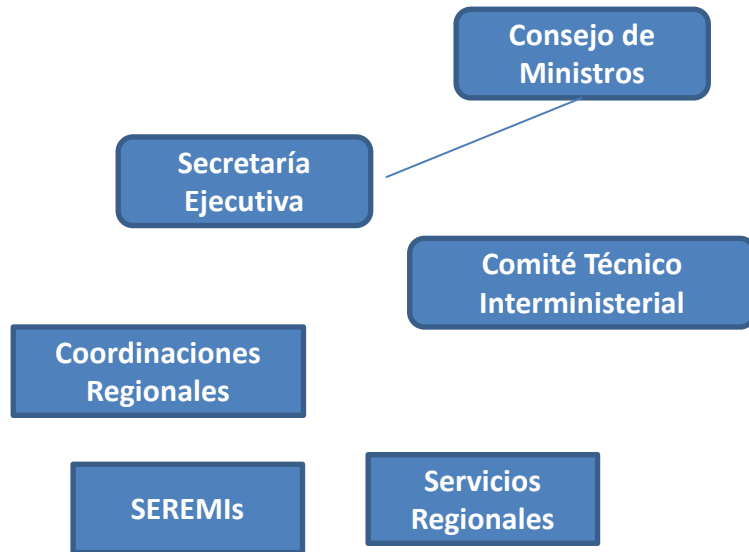 Consejo de
Ministros
Secretaría
Ejecutiva
Comité Técnico
Interministerial
Coordinaciones
Regionales
SEREMIs
Servicios
Regionales